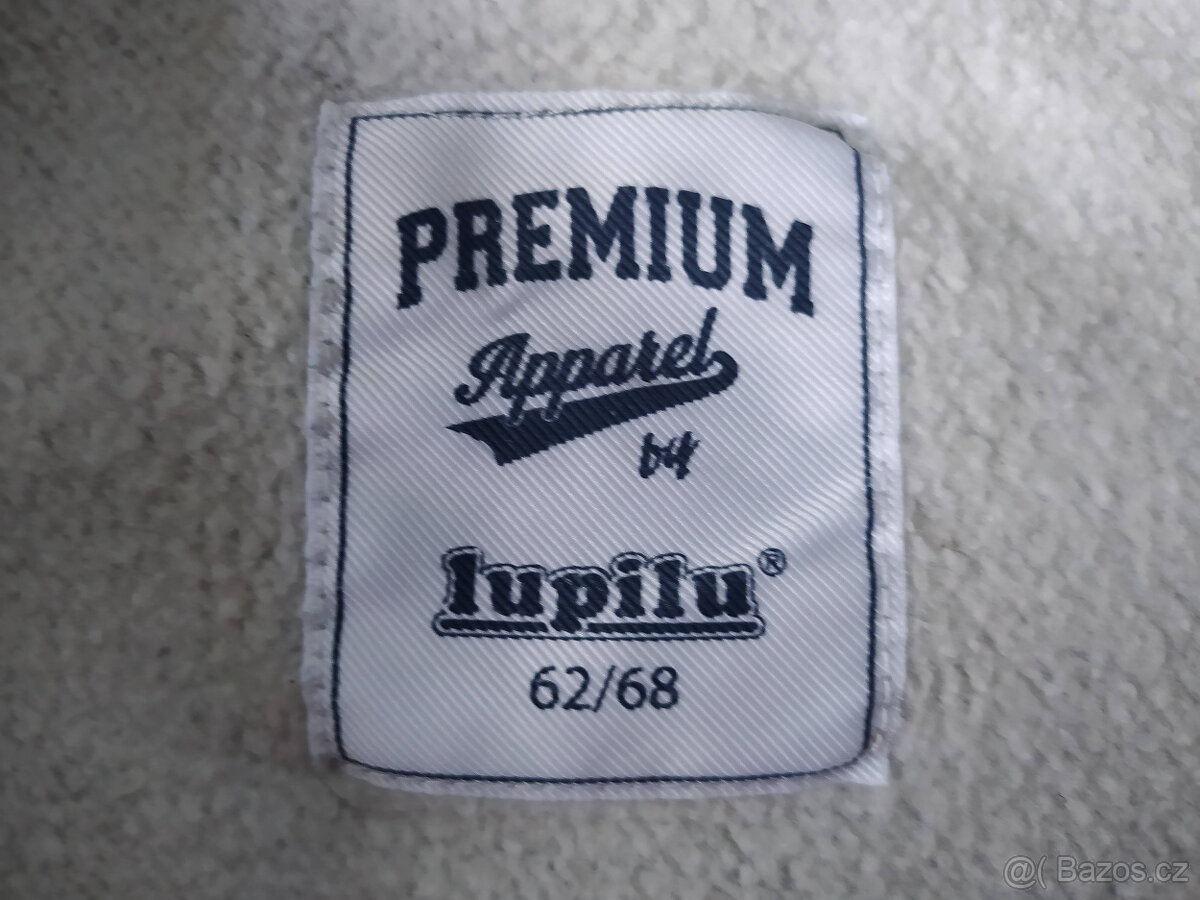 PREMIUM
Apparel
by
lupilu®
62/68
@( Bazos.cz